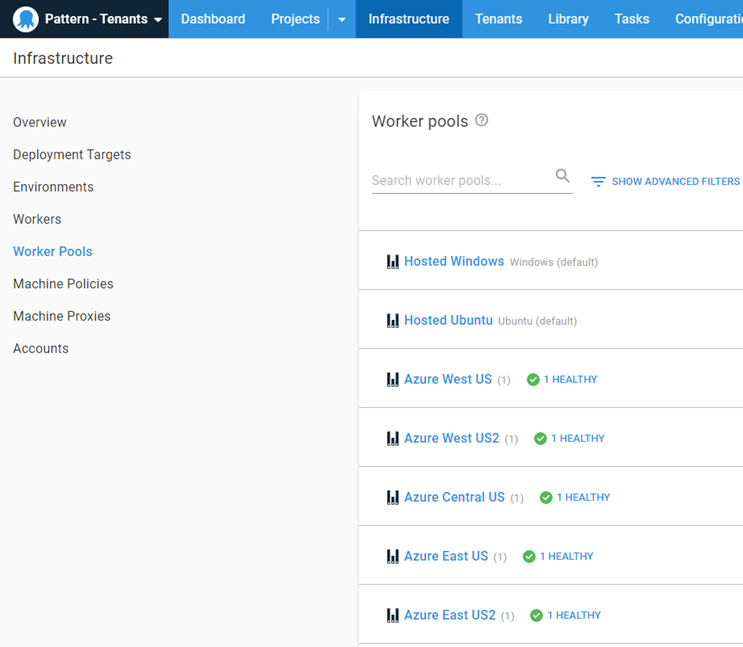 Pattern - Tenants Dashboard Projects Infrastructure Tenants Library Tasks Configuratio
Infrastructure
Overview
Deployment Targets
Environments
Workers
Worker Pools
Machine Policies
Machine Proxies
Accounts
Worker pools ?
Search worker pools... SHOW ADVANCED FILTERS
Hosted Windows Windows (default)
Hosted Ubuntu Ubuntu (default)
Azure West US (1) 1 HEALTHY
Azure West US2 (1) 1 HEALTHY
Azure Central US (1) 1 HEALTHY
Azure East US (1) 1 HEALTHY
Azure East US2 (1) 1 HEALTHY